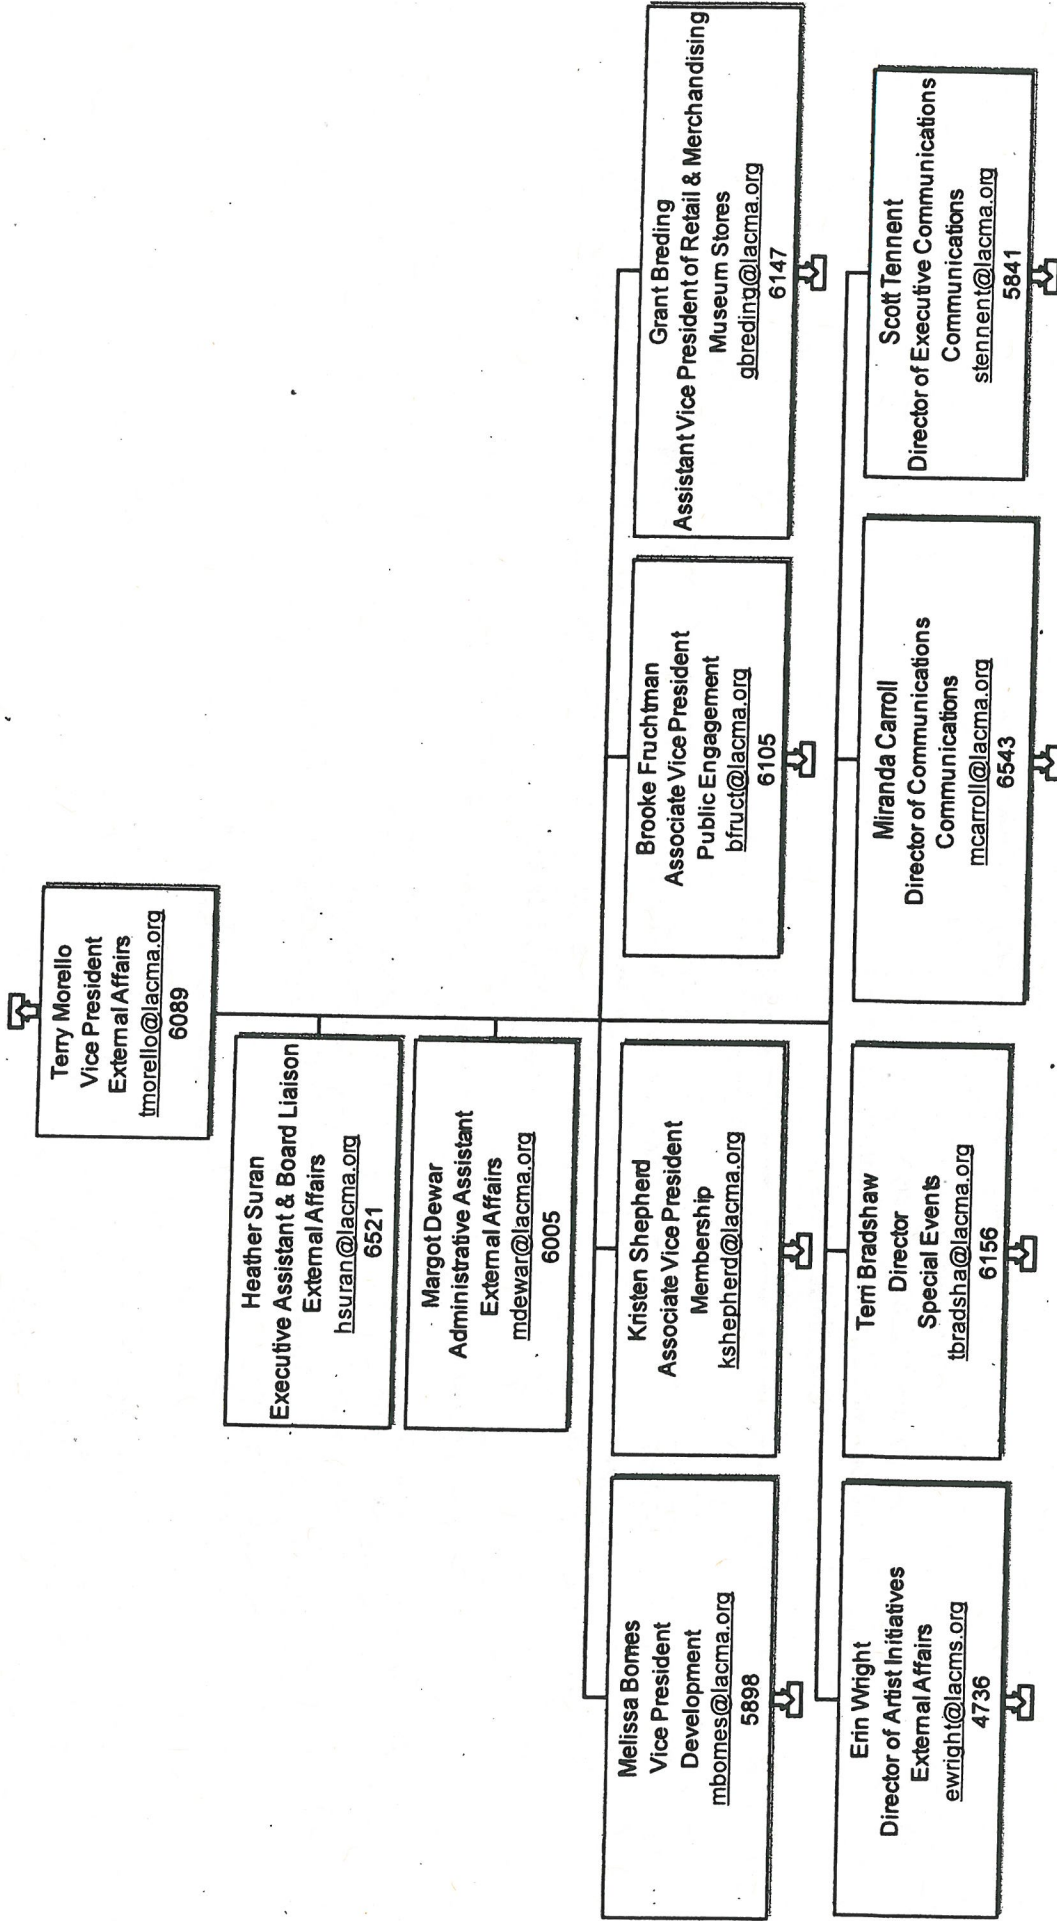 Terry Morello
Vice President
External Affairs
tmorello@lacma.org
6089
Heather Suran
Executive Assistant & Board Liaison
External Affairs
hsuran@lacma.org
6521
Margot Dewar
Administrative Assistant
External Affairs
mdewar@lacma.org
6005
Melissa Bomes
Vice President
Development
mbomes@lacma.org
5898
Kristen Shepherd
Associate Vice President
Membership
kshepherd@lacma.org
Brooke Fruchtman
Associate Vice President
Public Engagement
bfruct@lacma.org
6105
Grant Breding
Assistant Vice President of Retail & Merchandising
Museum Stores
gbreding@lacma.org
6147
Erin Wright
Director of Artist Initiatives
External Affairs
ewright@lacms.org
4736
Terri Bradshaw
Director
Special Events
tbradsha@lacma.org
6156
Miranda Carroll
Director of Communications
Communications
mcarroll@lacma.org
6543
Scott Tennent
Director of Executive Communications
Communications
stennent@lacma.org
5841